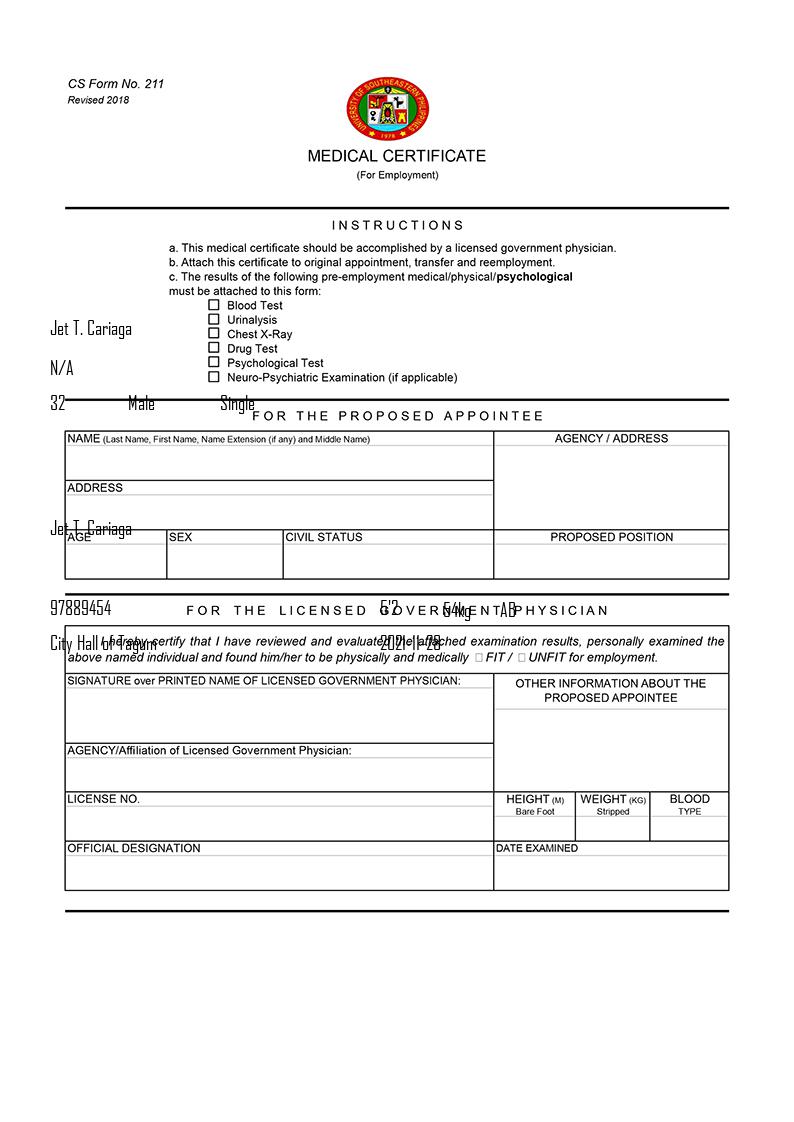 CS Form No. 211
Revised 2018
UNIVERSITY OF SOUTHEASTERN PHILIPPINES
1978
MEDICAL CERTIFICATE
(For Employment)
INSTRUCTIONS
a. This medical certificate should be accomplished by a licensed government physician.
b. Attach this certificate to original appointment, transfer and reemployment.
c. The results of the following pre-employment medical/physical/psychological
must be attached to this form:
Blood Test
Urinalysis
Jet T. Cariaga
Chest X-Ray
Drug Test
Psychological Test
N/A
Neuro-Psychiatric Examination (if applicable)
32 Male Single
FOR THE PROPOSED APPOINTEE
NAME (Last Name, First Name, Name Extension (if any) and Middle Name)
AGENCY / ADDRESS
ADDRESS
Jet T. Cariaga
AGE SEX CIVIL STATUS PROPOSED POSITION
97889454 5'2 54kg AB
FOR THE LICENSED GOVERNMENT PHYSICIAN
City Hall of Tagum 2021-11-28
I hereby certify that I have reviewed and evaluated the attached examination results, personally examined the
above named individual and found him/her to be physically and medically □ FIT / □ UNFIT for employment.
SIGNATURE over PRINTED NAME OF LICENSED GOVERNMENT PHYSICIAN:
OTHER INFORMATION ABOUT THE
PROPOSED APPOINTEE
AGENCY/Affiliation of Licensed Government Physician:
LICENSE NO.
HEIGHT (M) WEIGHT (KG) BLOOD
Bare Foot Stripped TYPE
OFFICIAL DESIGNATION
DATE EXAMINED